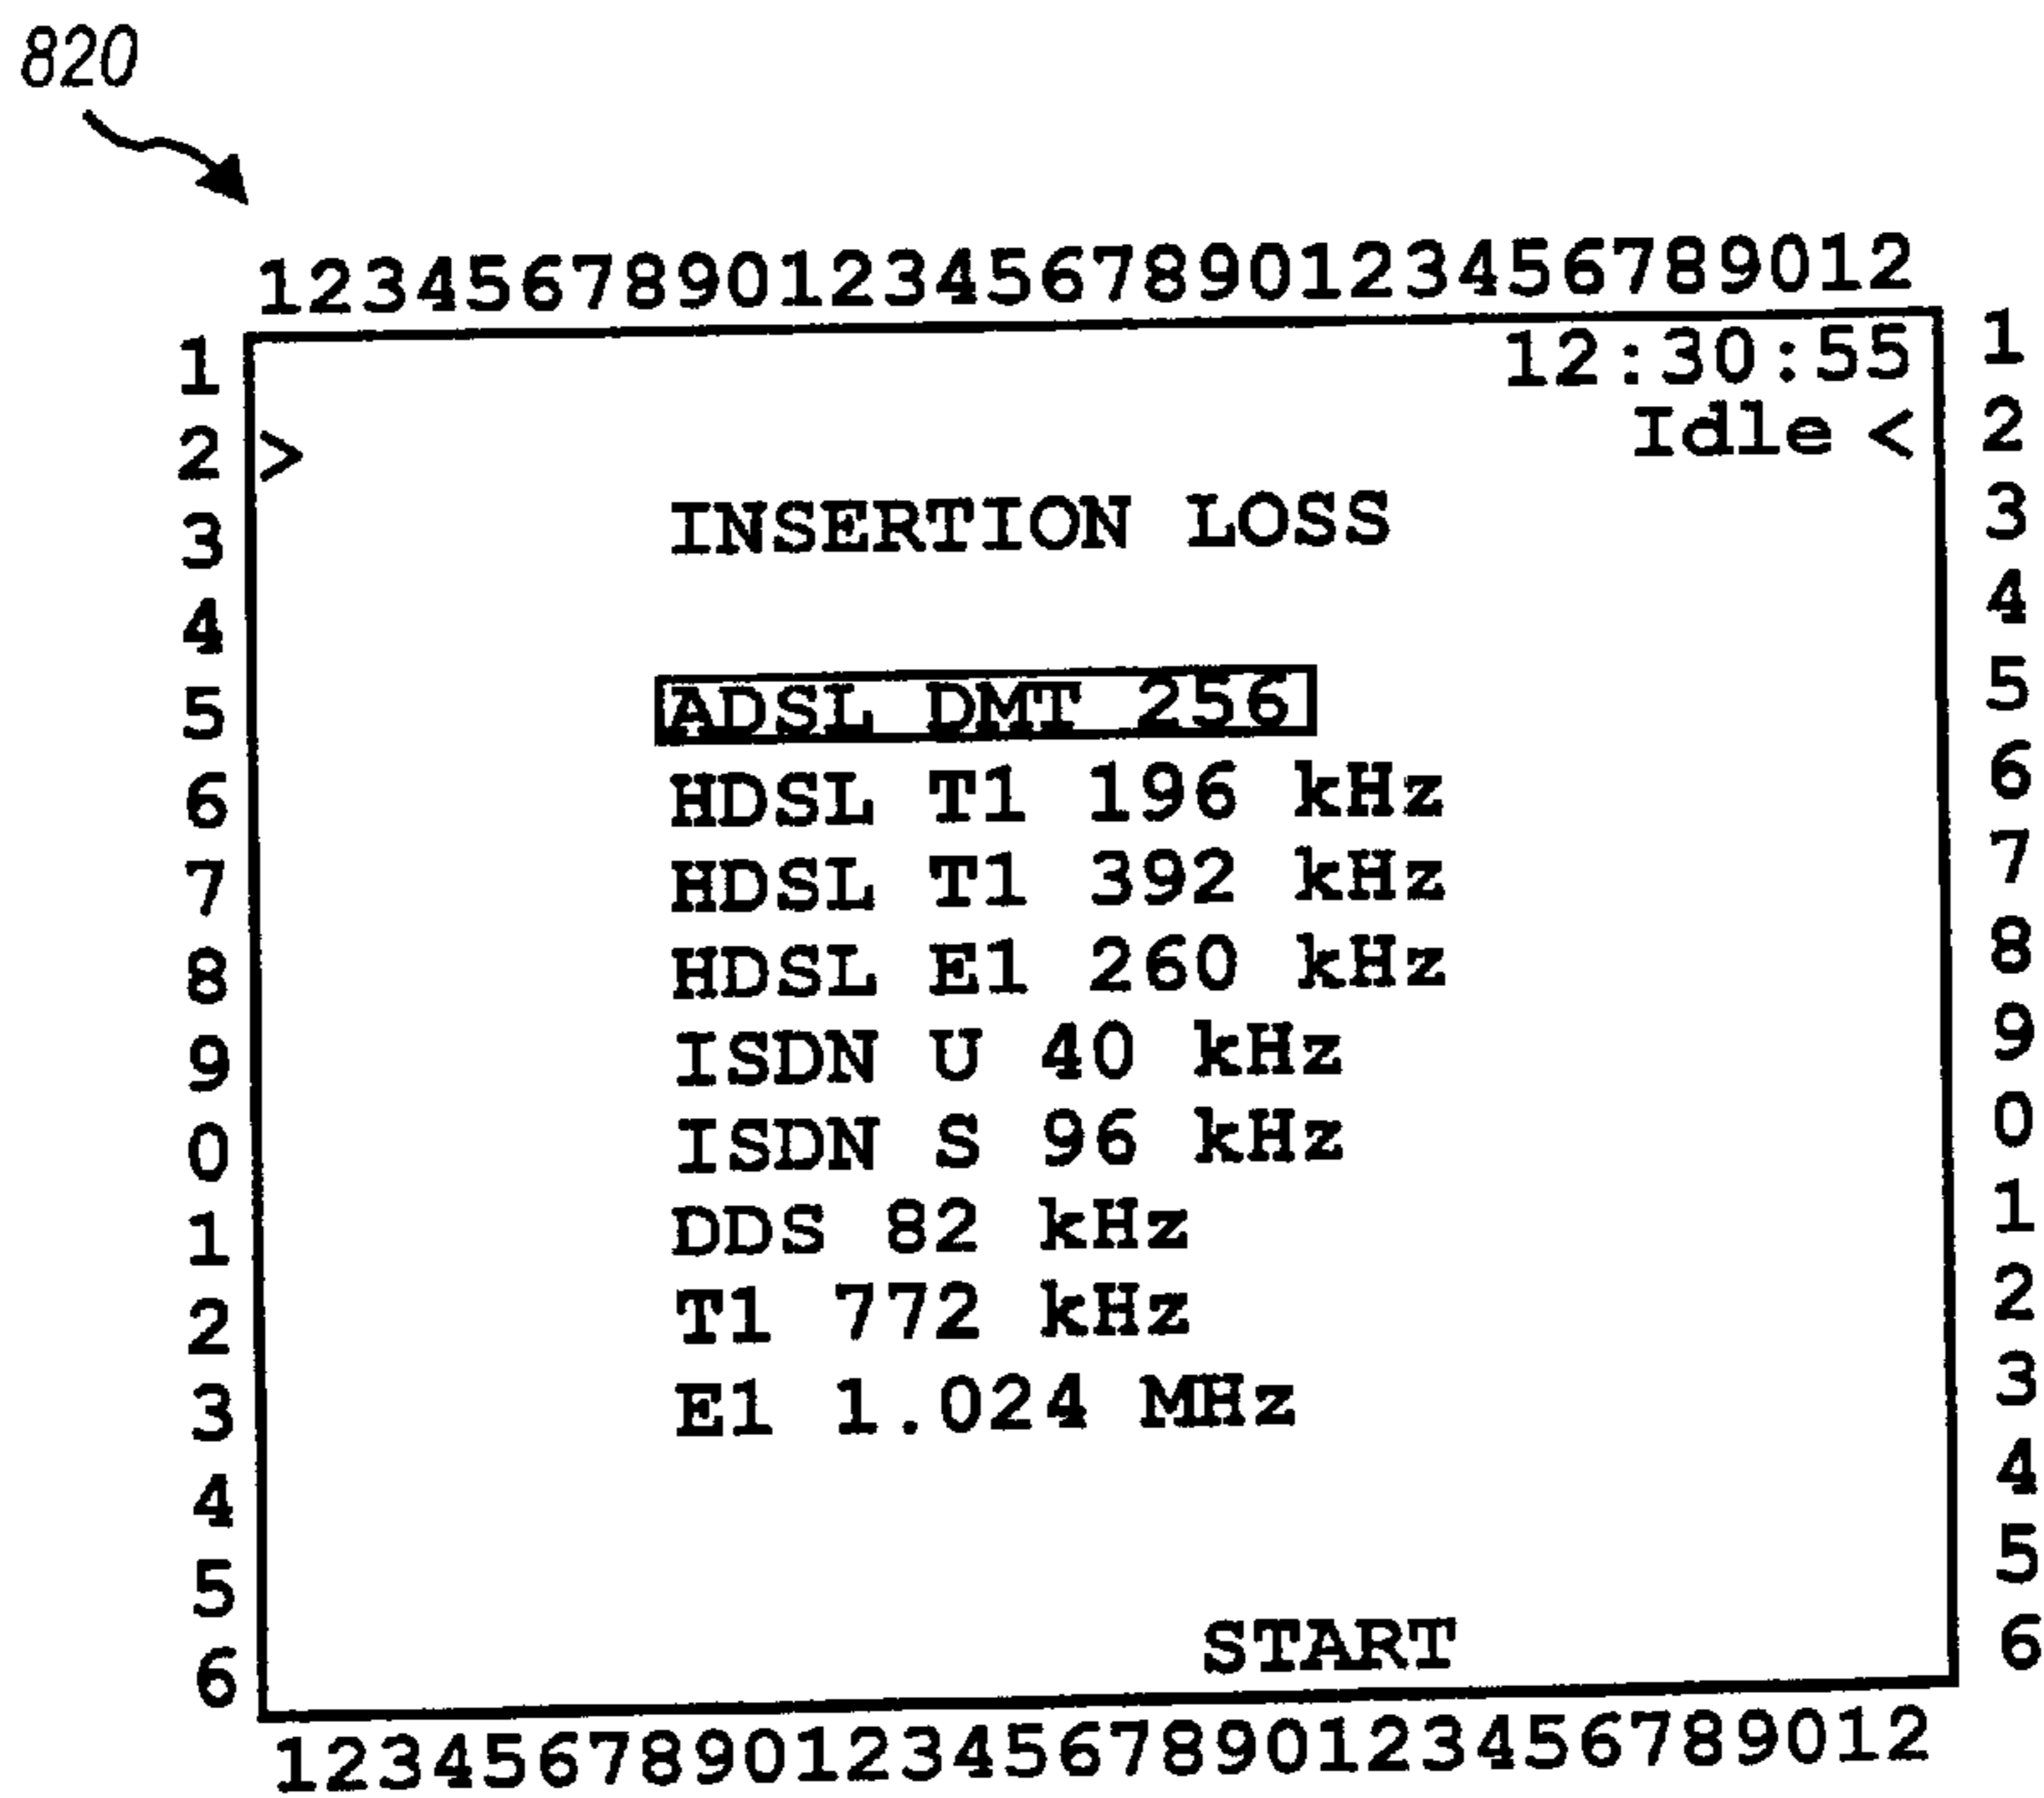 820
12345678901234567890123456789012
1 12:30:55 1
2 > Idle < 2
3 INSERTION LOSS 3
4 4
5 ADSL DMT 256 5
6 HDSL T1 196 kHz 6
7 HDSL T1 392 kHz 7
8 HDSL E1 260 kHz 8
9 ISDN U 40 kHz 9
0 ISDN S 96 kHz 0
1 DDS 82 kHz 1
2 T1 772 kHz 2
3 E1 1.024 MHz 3
4 4
5 5
6 START 6
12345678901234567890123456789012